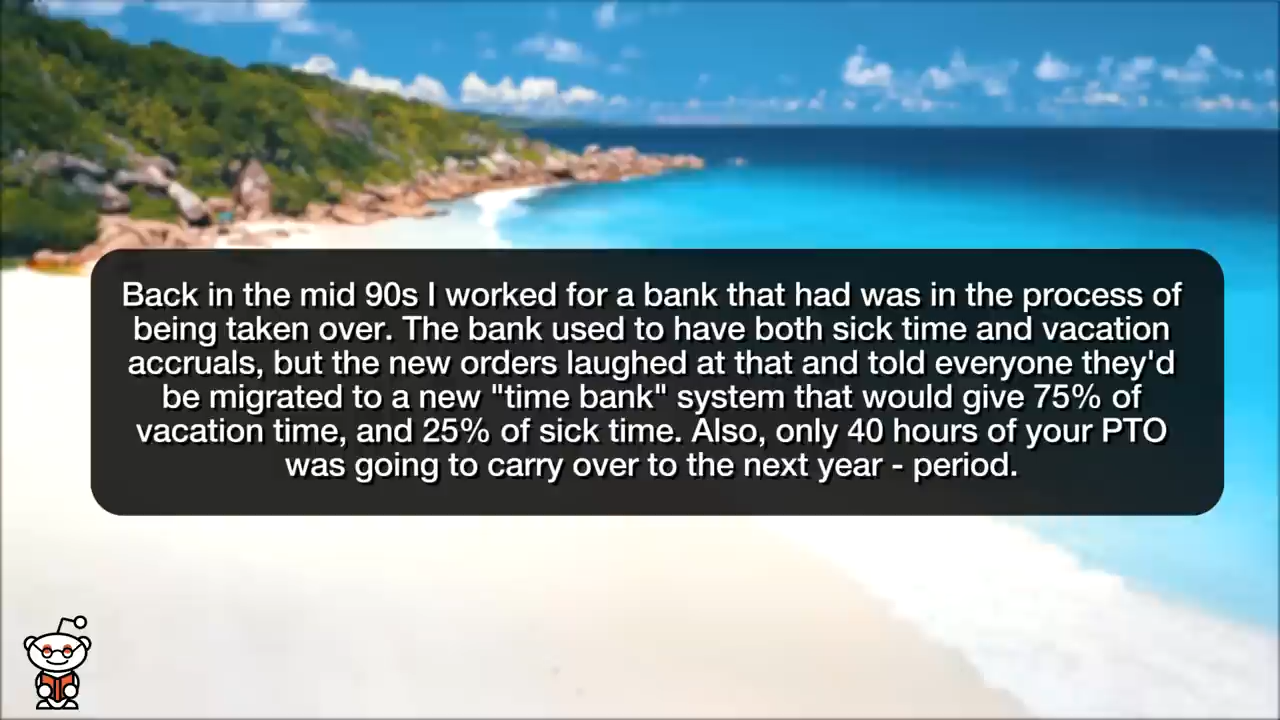 Back in the mid 90s I worked for a bank that had was in the process of
being taken over. The bank used to have both sick time and vacation
accruals, but the new orders laughed at that and told everyone they'd
be migrated to a new "time bank" system that would give 75% of
vacation time, and 25% of sick time. Also, only 40 hours of your PTO
was going to carry over to the next year - period.